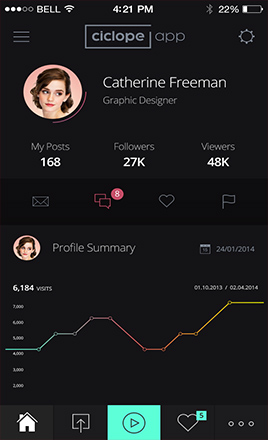 BELL 4:21 PM 22%
ciclope app
Catherine Freeman
Graphic Designer
My Posts Followers Viewers
168 27K 48K
8
Profile Summary 24/01/2014
6,184 VISITS 01.10.2013 / 02.04.2014
7,000
6,000
5,000
4,000
3,000
2,000
5